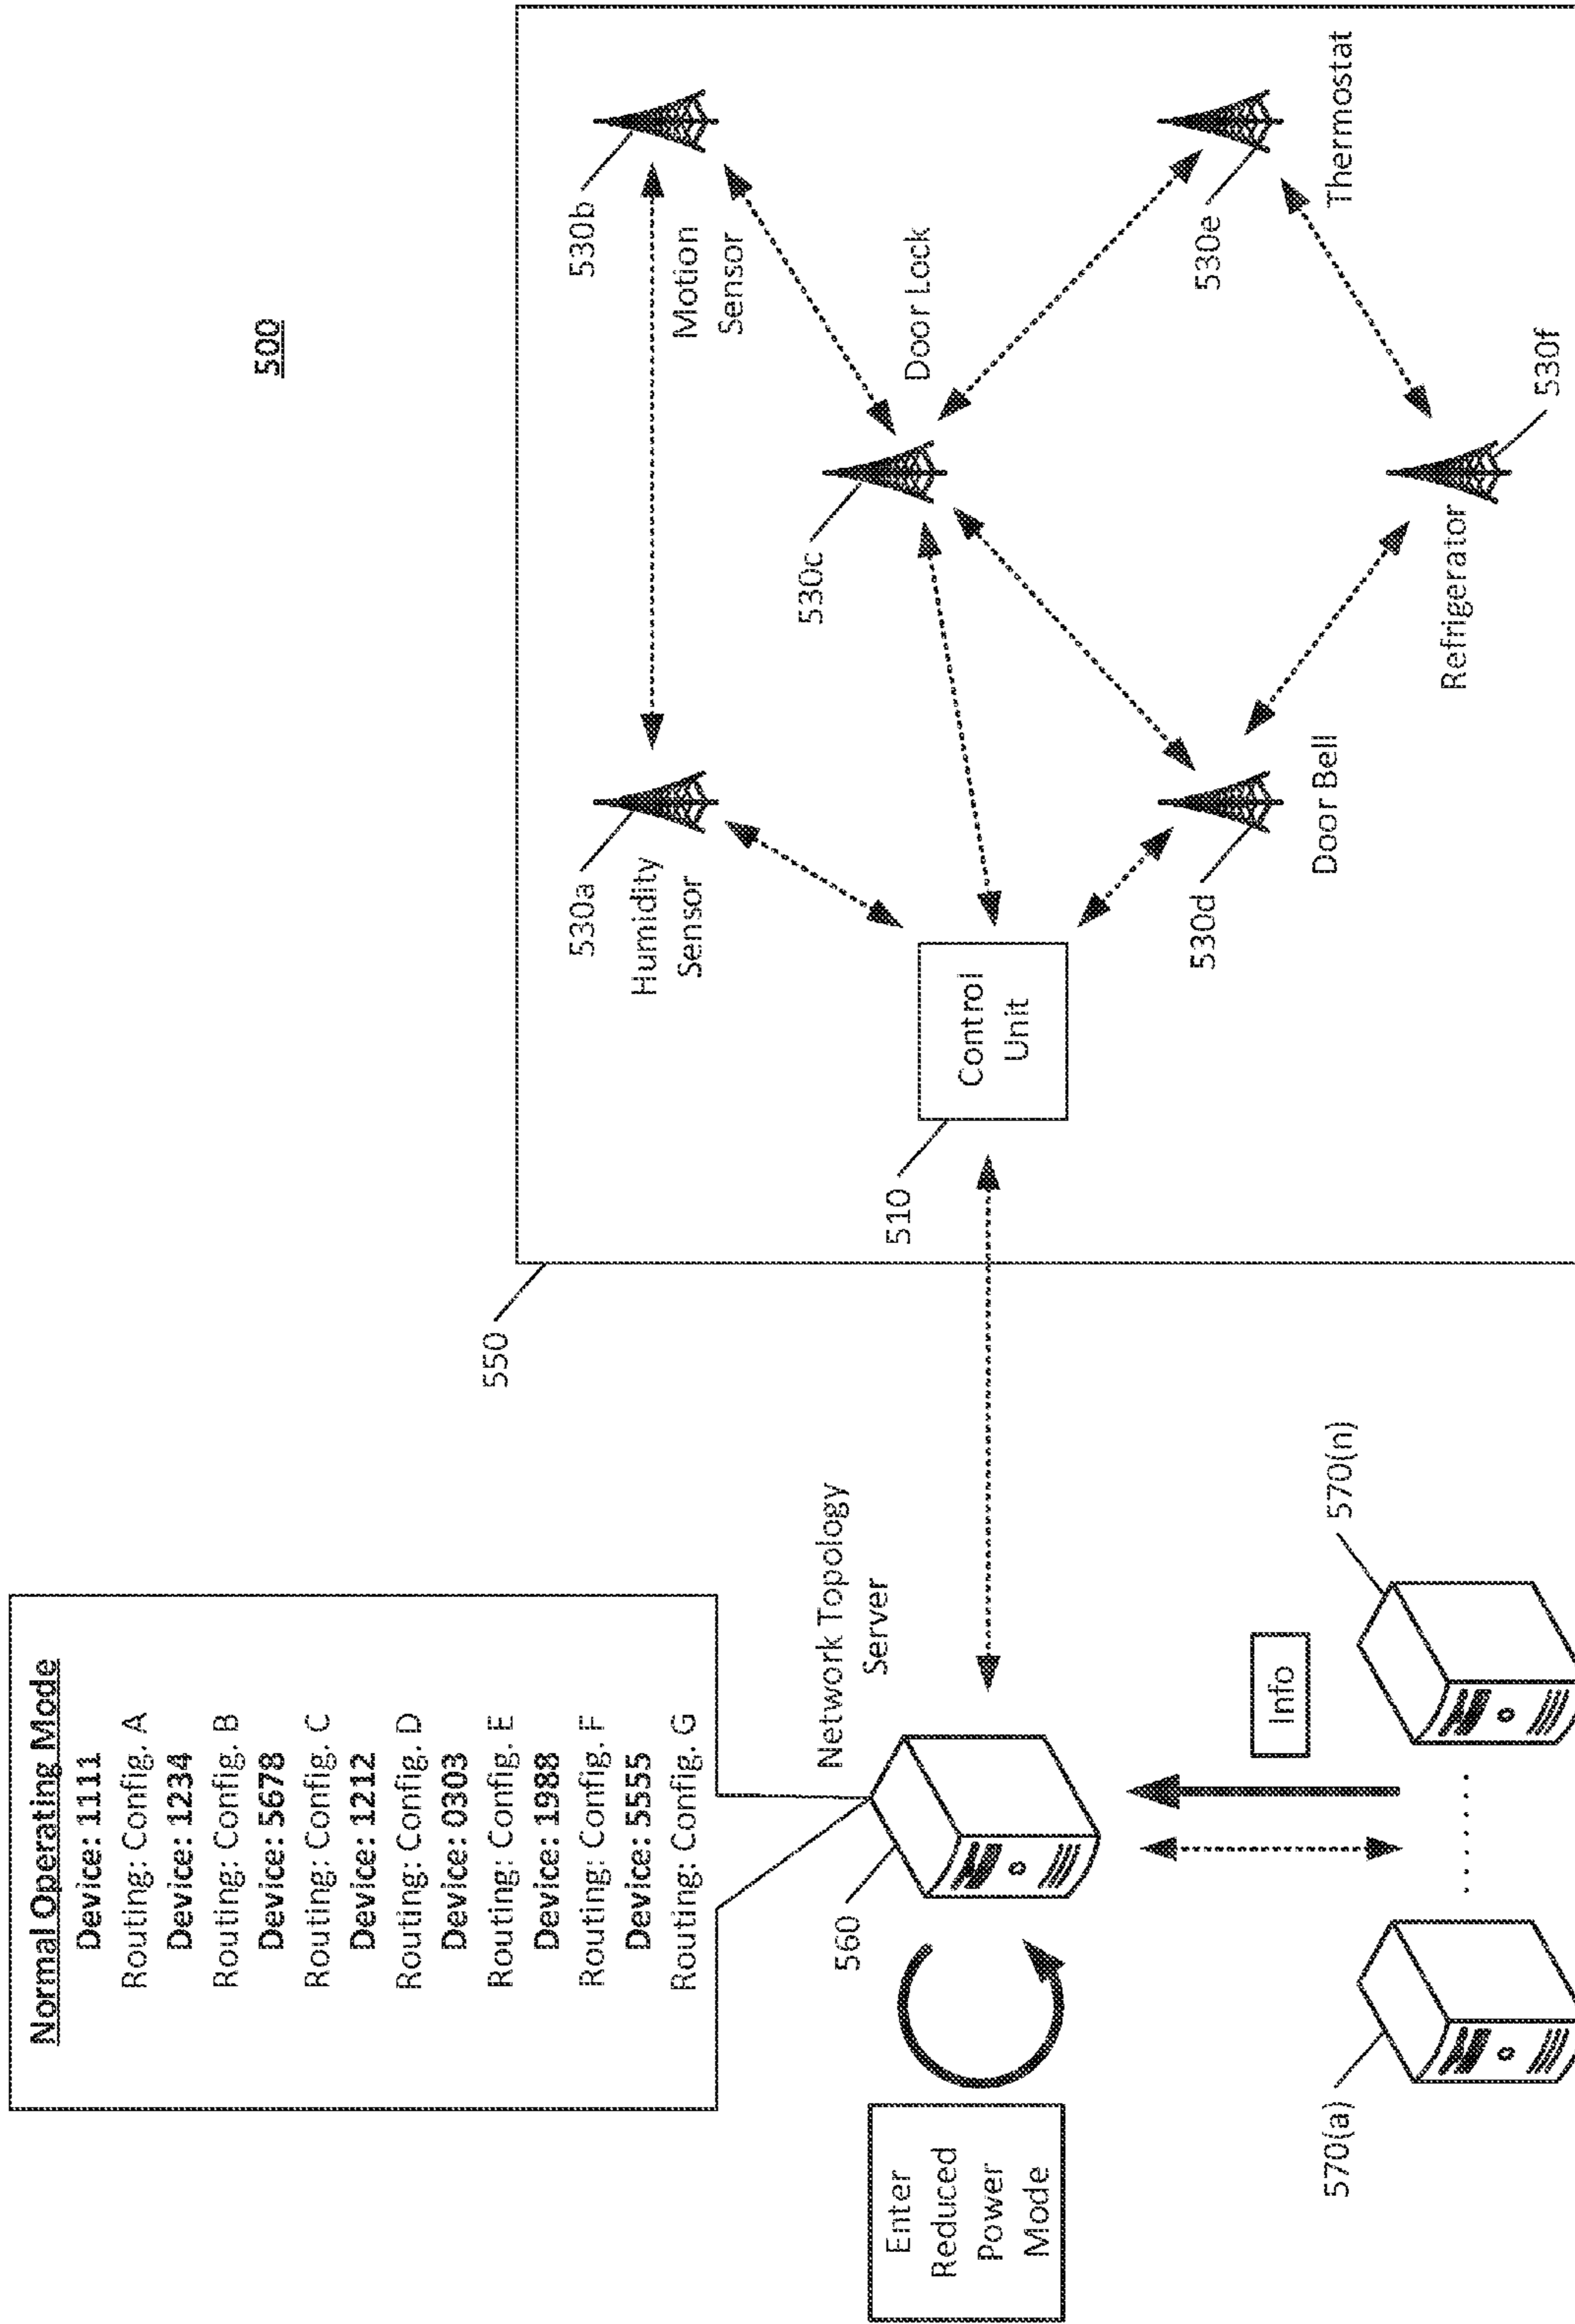 500
Normal Operating Mode
Device: 1111
Routing: Config. A
Device: 1234
Routing: Config. B
Device: 5678
Routing: Config. C
Device: 1212
Routing: Config. D
Device: 0303
Routing: Config. E
Device: 1988
Routing: Config. F
Device: 5555
Routing: Config. G
Network Topology
Server
560
Enter
Reduced
Power
Mode
Info
570(a)
570(n)
550
510
Control
Unit
530a
Humidity
Sensor
530b
Motion
Sensor
530c
Door Lock
530d
Door Bell
530e
Thermostat
Refrigerator
530f